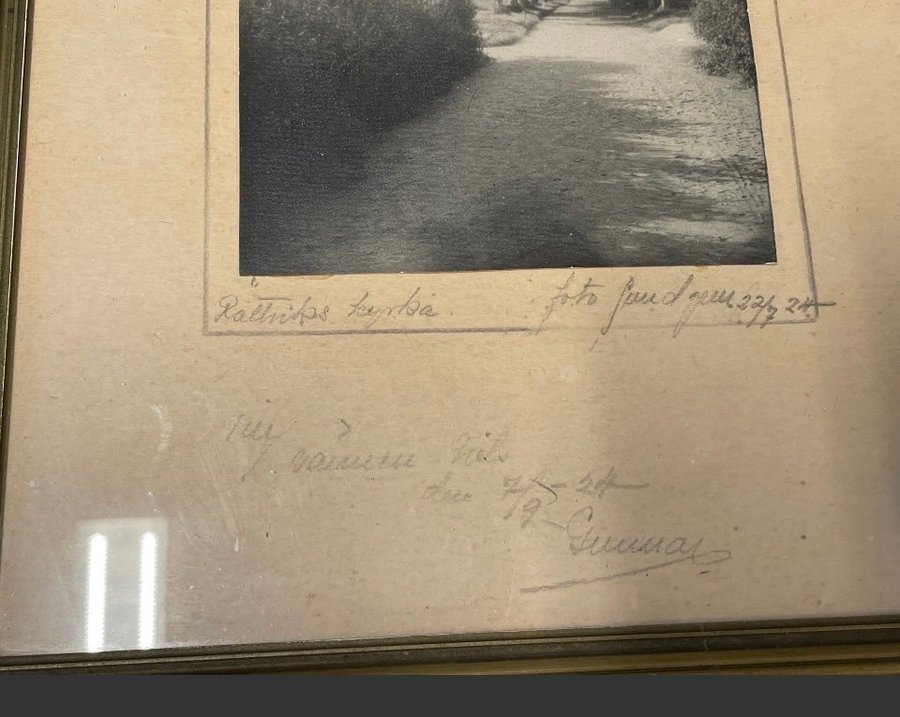 Rättviks kyrka.
foto 22/7 24
Till
vännen Nils
den 7/9-24
Gunnar